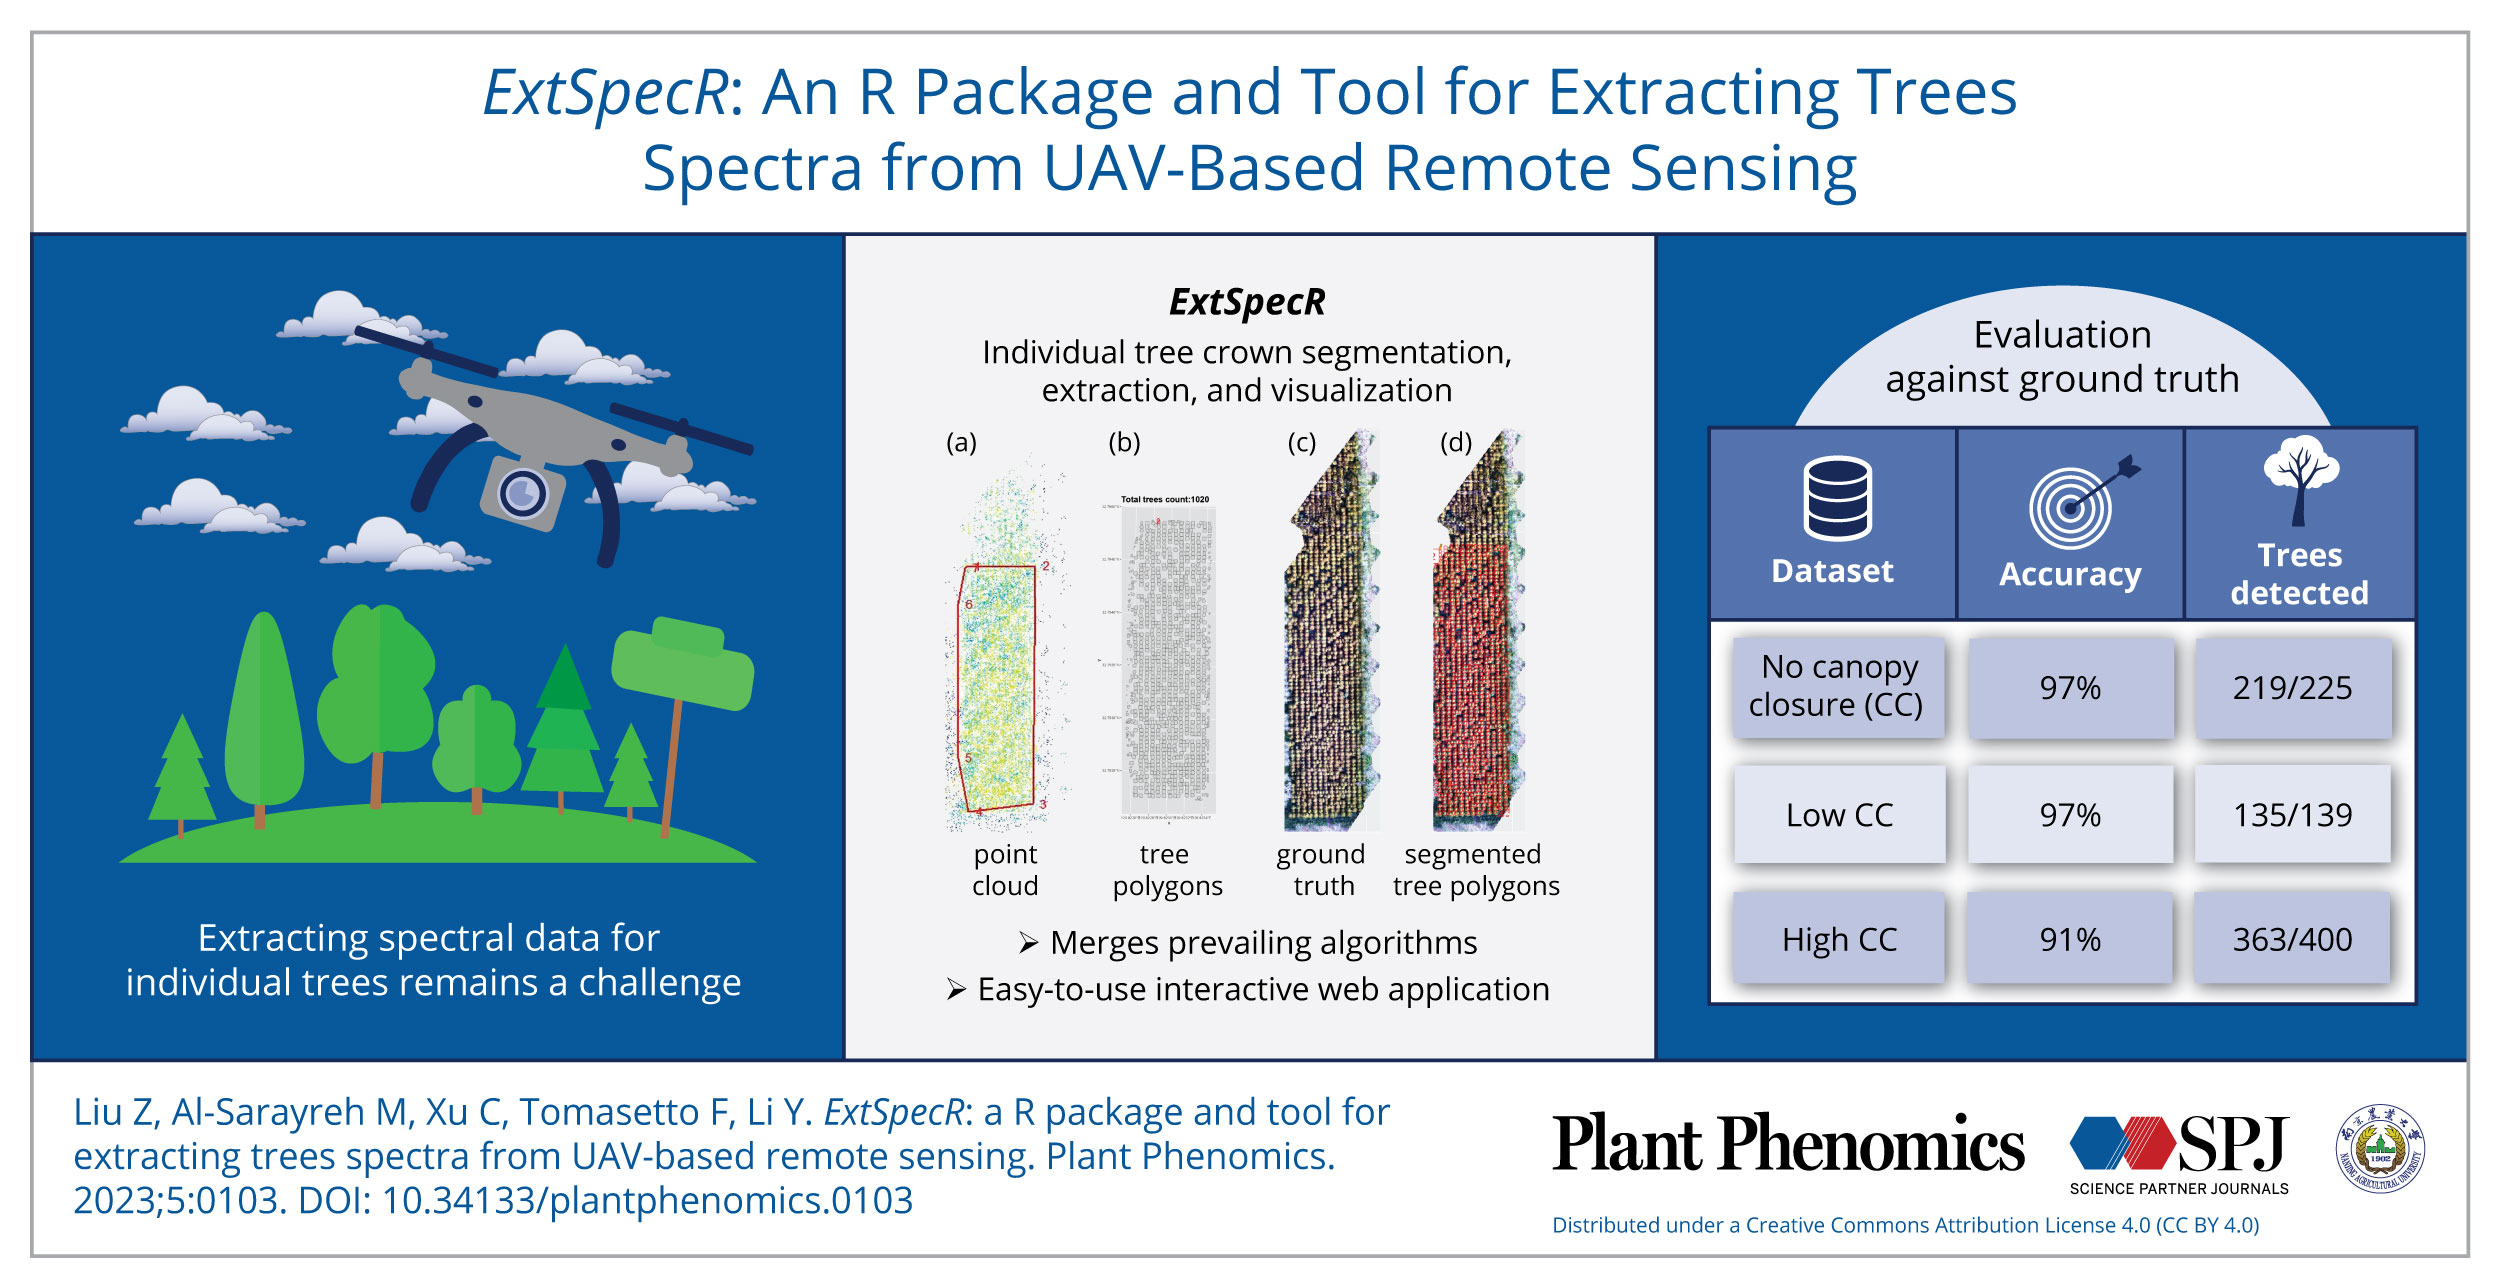 ExtSpecR: An R Package and Tool for Extracting Trees
Spectra from UAV-Based Remote Sensing
Extracting spectral data for
individual trees remains a challenge
ExtSpecR
Individual tree crown segmentation,
extraction, and visualization
(a)
(b)
(c)
(d)
Total trees count:1020
2
6
5
3
4
point
cloud
tree
polygons
ground
truth
segmented
tree polygons
➢ Merges prevailing algorithms
➢ Easy-to-use interactive web application
Evaluation
against ground truth
Dataset
Accuracy
Trees
detected
No canopy
closure (CC)
97%
219/225
Low CC
97%
135/139
High CC
91%
363/400
Liu Z, Al-Sarayreh M, Xu C, Tomasetto F, Li Y. ExtSpecR: a R package and tool for
extracting trees spectra from UAV-based remote sensing. Plant Phenomics.
2023;5:0103. DOI: 10.34133/plantphenomics.0103
Plant Phenomics
SPJ
SCIENCE PARTNER JOURNALS
1902
NANJING AGRICULTURAL UNIVERSITY
Distributed under a Creative Commons Attribution License 4.0 (CC BY 4.0)